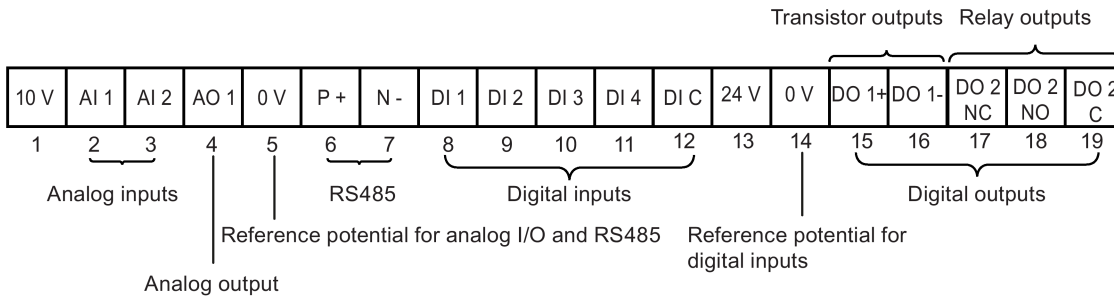 Transistor outputs Relay outputs
10 V AI 1 AI 2 AO 1 0 V P + N - DI 1 DI 2 DI 3 DI 4 DI C 24 V 0 V DO 1+ DO 1- DO 2 NC DO 2 NO DO 2 C
1 2 3 4 5 6 7 8 9 10 11 12 13 14 15 16 17 18 19
Analog inputs RS485 Digital inputs Digital outputs
Reference potential for analog I/O and RS485
Reference potential for
digital inputs
Analog output